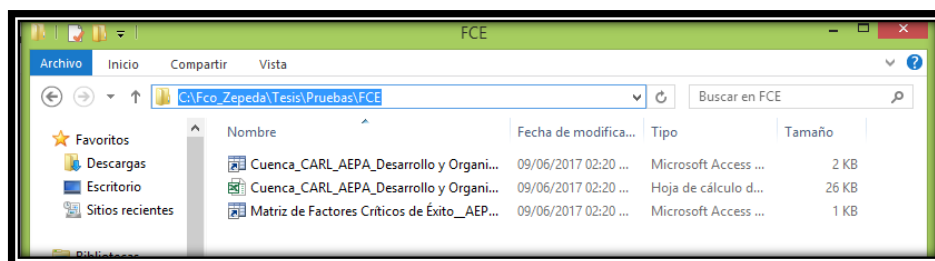 FCE
Archivo Inicio Compartir Vista
C:\Fco_Zepeda\Tesis\Pruebas\FCE Buscar en FCE
Favoritos Nombre Fecha de modifica... Tipo Tamaño
Descargas Cuenca_CARL_AEPA_Desarrollo y Organi... 09/06/2017 02:20 ... Microsoft Access ... 2 KB
Escritorio Cuenca_CARL_AEPA_Desarrollo y Organi... 09/06/2017 02:20 ... Hoja de cálculo d... 26 KB
Sitios recientes Matriz de Factores Críticos de Éxito__AEP... 09/06/2017 02:20 ... Microsoft Access ... 1 KB
Bibliotecas